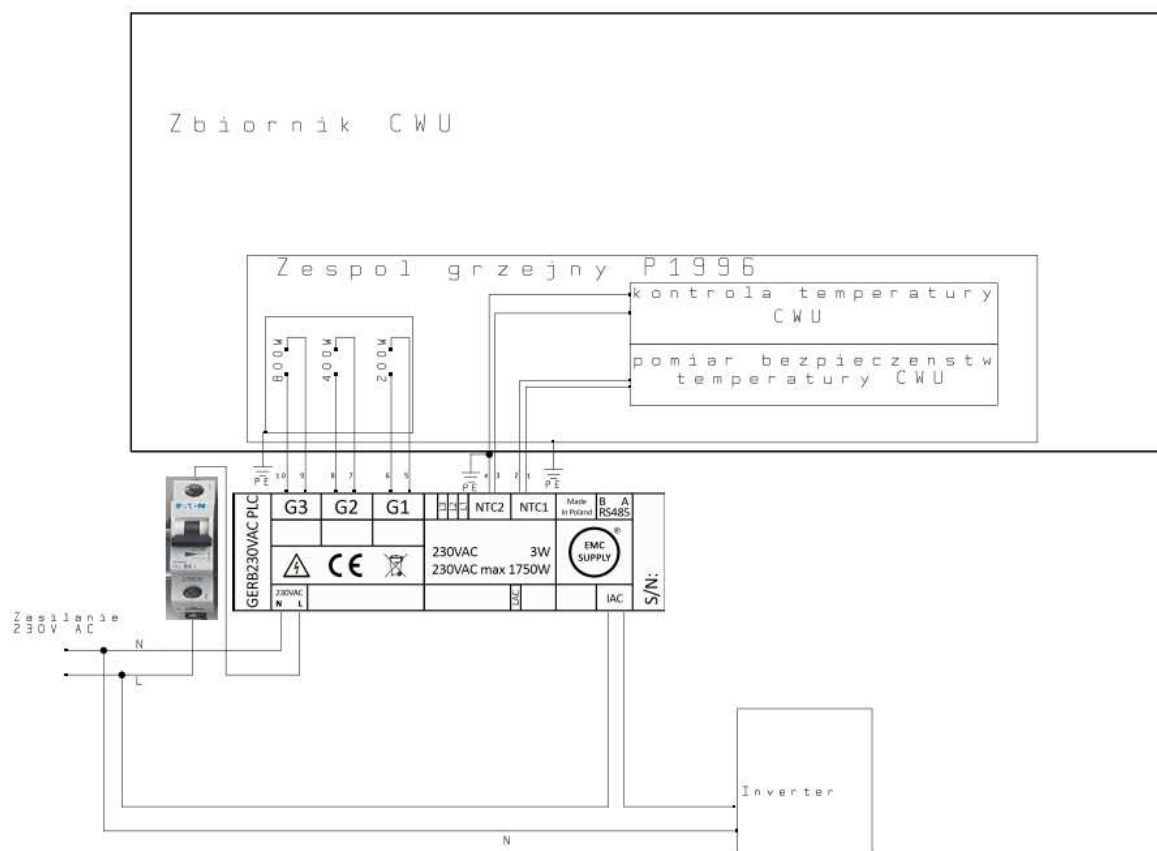 Zbiornik CWU
Zespol grzejny P1996
kontrola temperatury
CWU
pomiar bezpieczenstw
temperatury CWU
800W
400W
200W
PE
10 9 8 7 6 5
PE
4 3 2 1
PE
EATON
GERB230VAC PLC
G3 G2 G1
NTC2 NTC1
Made
in Poland
B A
RS485
230VAC 3W
230VAC max 1750W
EMC
SUPPLY
®
CE
S/N:
230VAC
N L
IAC
Zasilanie
230V AC
N
L
Inverter
N